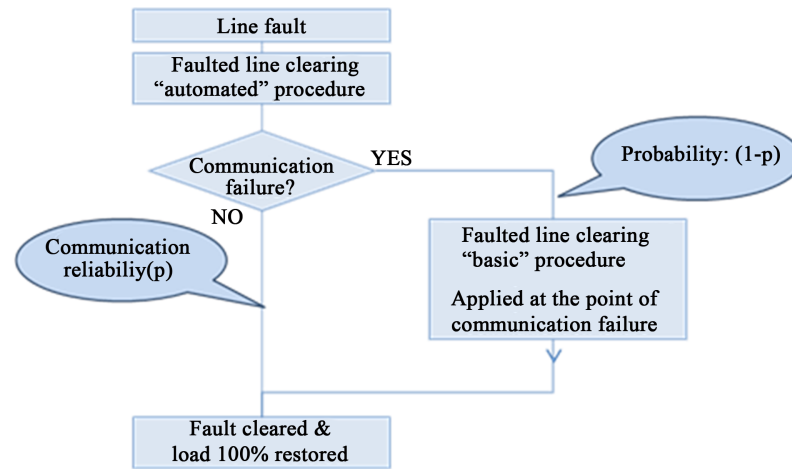 Line fault
Faulted line clearing
“automated” procedure
Communication
failure?
YES
NO
Probability: (1-p)
Communication
reliabiliy(p)
Faulted line clearing
“basic” procedure
Applied at the point of
communication failure
Fault cleared &
load 100% restored